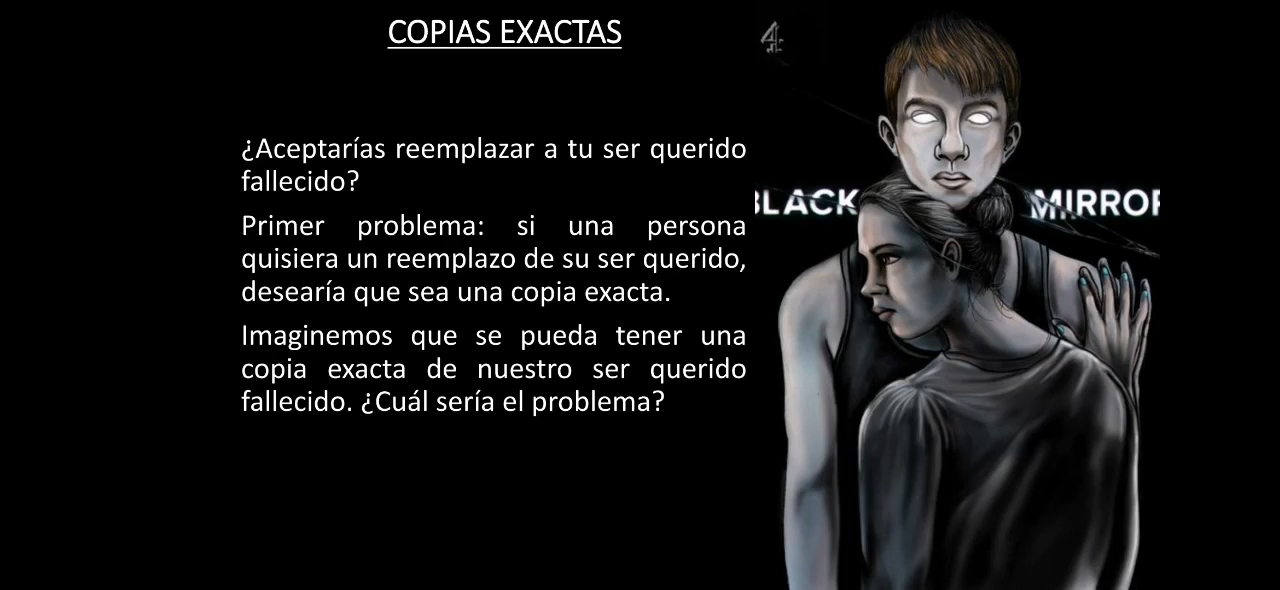 COPIAS EXACTAS
¿Aceptarías reemplazar a tu ser querido
fallecido?
Primer problema: si una persona
quisiera un reemplazo de su ser querido,
desearía que sea una copia exacta.
Imaginemos que se pueda tener una
copia exacta de nuestro ser querido
fallecido. ¿Cuál sería el problema?
4
BLACK MIRROR